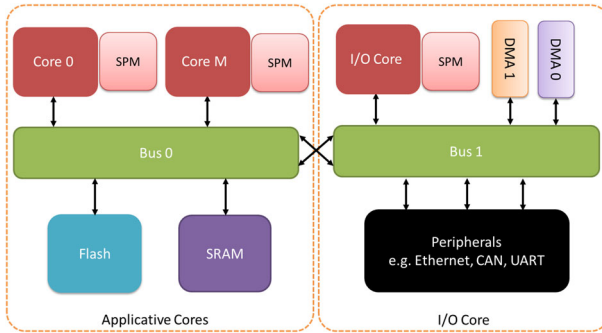 Core 0
SPM
Core M
SPM
I/O Core
SPM
DMA 1
DMA 0
Bus 0
Bus 1
Flash
SRAM
Peripherals
e.g. Ethernet, CAN, UART
Applicative Cores
I/O Core